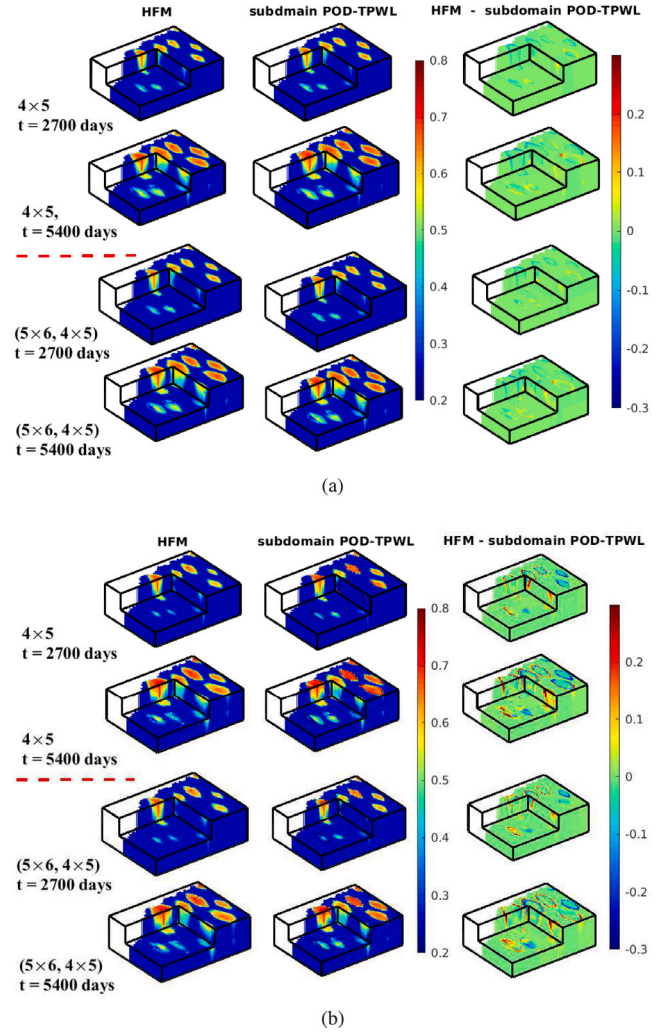 HFM subdmain POD-TPWL HFM - subdomain POD-TPWL
4×5
t = 2700 days
4×5,
t = 5400 days
(5×6, 4×5)
t = 2700 days
(5×6, 4×5)
t = 5400 days
0.8
0.7
0.6
0.5
0.4
0.3
0.2
0.2
0.1
0
-0.1
-0.2
-0.3
(a)
HFM subdomain POD-TPWL HFM - subdomain POD-TPWL
4×5
t = 2700 days
4×5
t = 5400 days
(5×6, 4×5)
t = 2700 days
(5×6, 4×5)
t = 5400 days
0.8
0.7
0.6
0.5
0.4
0.3
0.2
0.2
0.1
0
-0.1
-0.2
-0.3
(b)